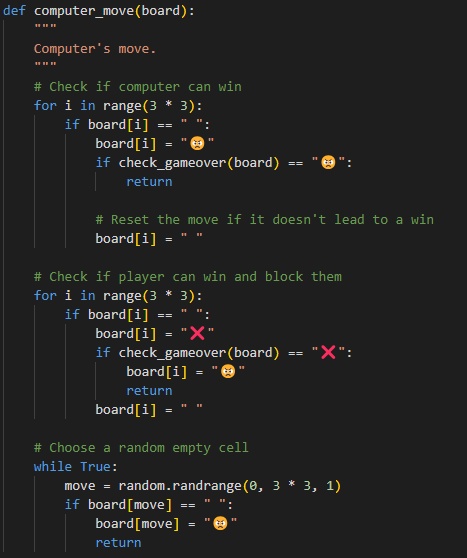 def computer_move(board):
    """
    Computer's move.
    """
    # Check if computer can win
    for i in range(3 * 3):
        if board[i] == " ":
            board[i] = "😠"
            if check_gameover(board) == "😠":
                return

            # Reset the move if it doesn't lead to a win
            board[i] = " "

    # Check if player can win and block them
    for i in range(3 * 3):
        if board[i] == " ":
            board[i] = "❌"
            if check_gameover(board) == "❌":
                board[i] = "😠"
                return
            board[i] = " "

    # Choose a random empty cell
    while True:
        move = random.randrange(0, 3 * 3, 1)
        if board[move] == " ":
            board[move] = "😠"
            return